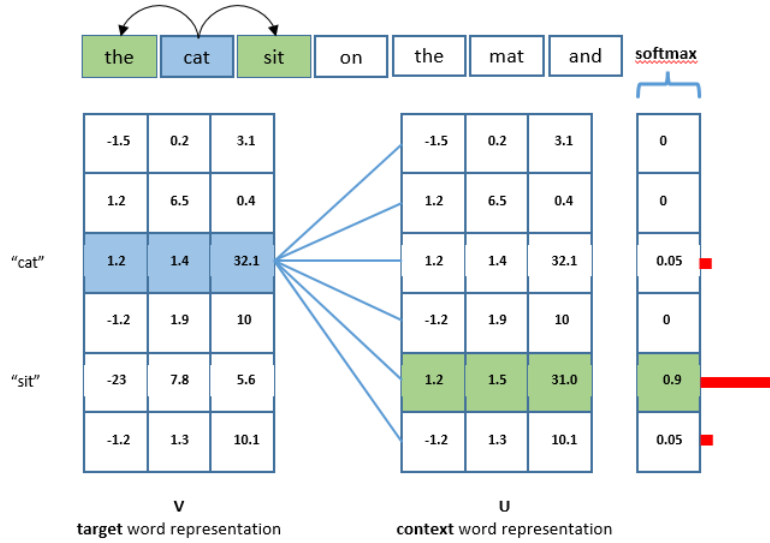 the cat sit on the mat and softmax
-1.5 0.2 3.1 -1.5 0.2 3.1 0
1.2 6.5 0.4 1.2 6.5 0.4 0
“cat” 1.2 1.4 32.1 1.2 1.4 32.1 0.05
-1.2 1.9 10 -1.2 1.9 10 0
“sit” -23 7.8 5.6 1.2 1.5 31.0 0.9
-1.2 1.3 10.1 -1.2 1.3 10.1 0.05
V U
target word representation context word representation